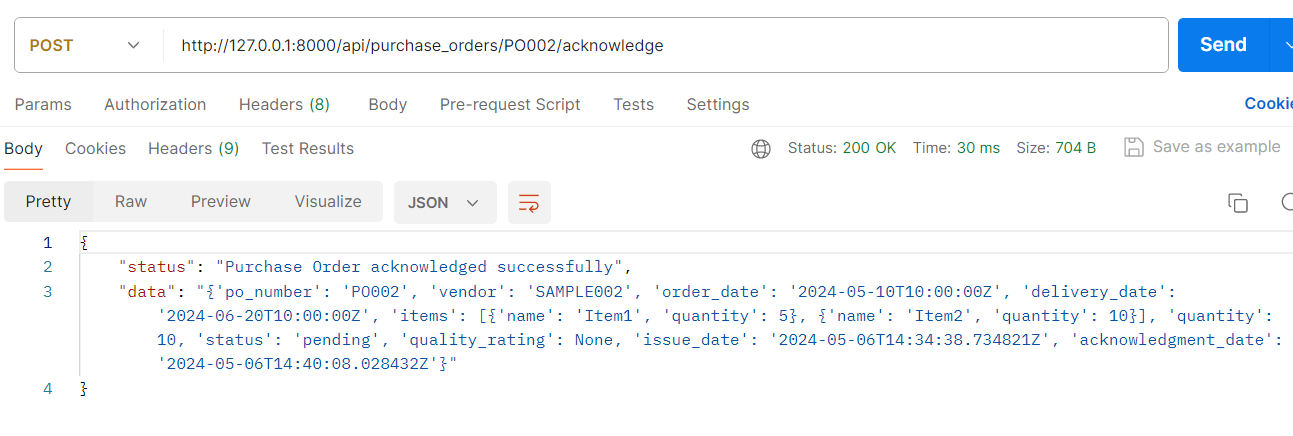 POST http://127.0.0.1:8000/api/purchase_orders/PO002/acknowledge Send
Params Authorization Headers (8) Body Pre-request Script Tests Settings Cookie
Body Cookies Headers (9) Test Results Status: 200 OK Time: 30 ms Size: 704 B Save as example
Pretty Raw Preview Visualize JSON
1 {
2 "status": "Purchase Order acknowledged successfully",
3 "data": "{'po_number': 'PO002', 'vendor': 'SAMPLE002', 'order_date': '2024-05-10T10:00:00Z', 'delivery_date':
'2024-06-20T10:00:00Z', 'items': [{'name': 'Item1', 'quantity': 5}, {'name': 'Item2', 'quantity': 10}], 'quantity':
10, 'status': 'pending', 'quality_rating': None, 'issue_date': '2024-05-06T14:34:38.734821Z', 'acknowledgment_date':
'2024-05-06T14:40:08.028432Z'}"
4 }